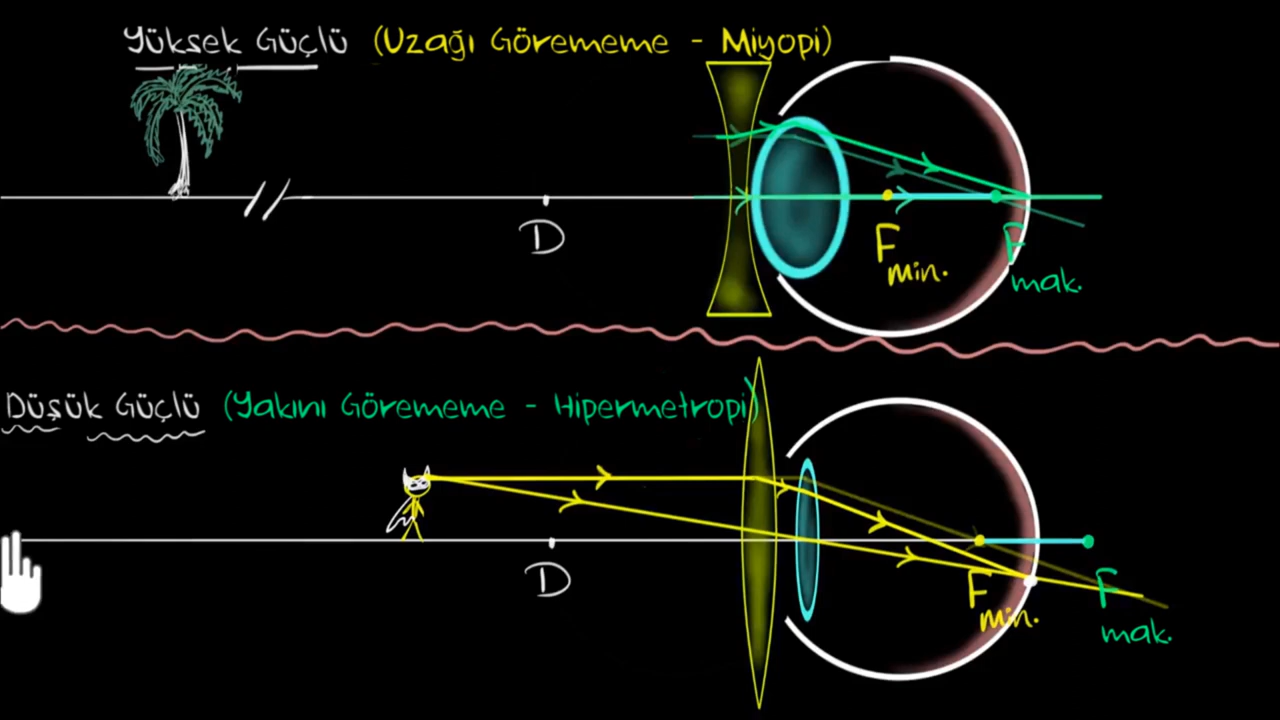 Yüksek Güçlü (Uzağı Görememe - Miyopi)
D
F min.
F mak.
Düşük Güçlü (Yakını Görememe - Hipermetropi)
D
F min.
F mak.